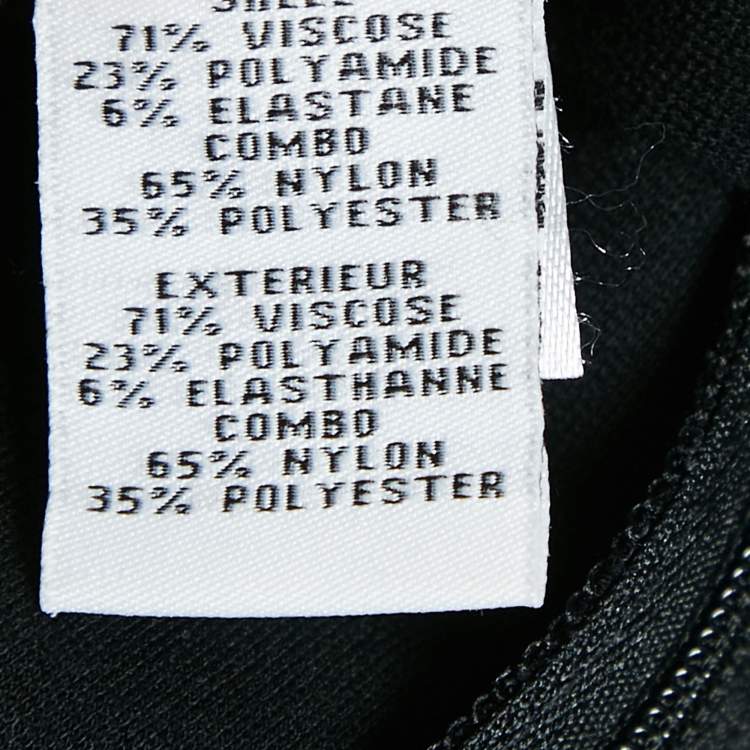 SHELL
71% VISCOSE
23% POLYAMIDE
6% ELASTANE
COMBO
65% NYLON
35% POLYESTER
EXTERIEUR
71% VISCOSE
23% POLYAMIDE
6% ELASTHANNE
COMBO
65% NYLON
35% POLYESTER